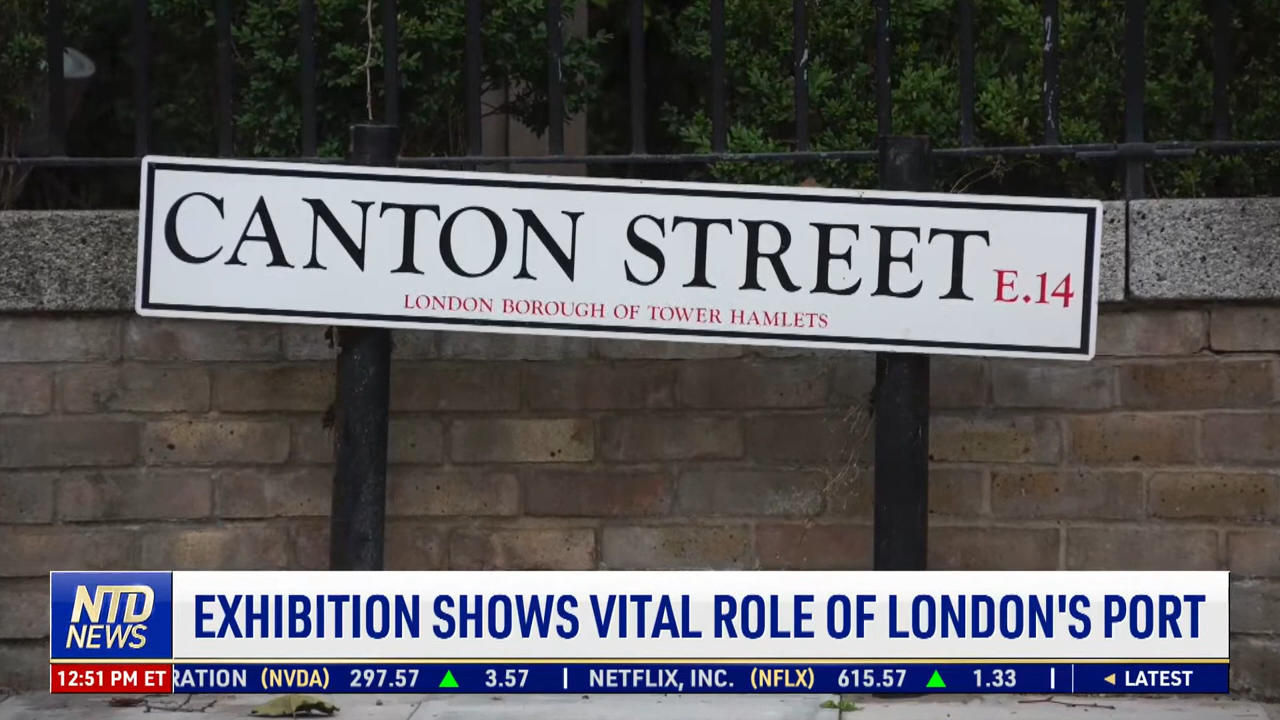 CANTON STREET E.14
LONDON BOROUGH OF TOWER HAMLETS
NTD
NEWS
EXHIBITION SHOWS VITAL ROLE OF LONDON'S PORT
12:51 PM ET
RATION (NVDA) 297.57 ▲ 3.57 | NETFLIX, INC. (NFLX) 615.57 ▲ 1.33 |
◄ LATEST